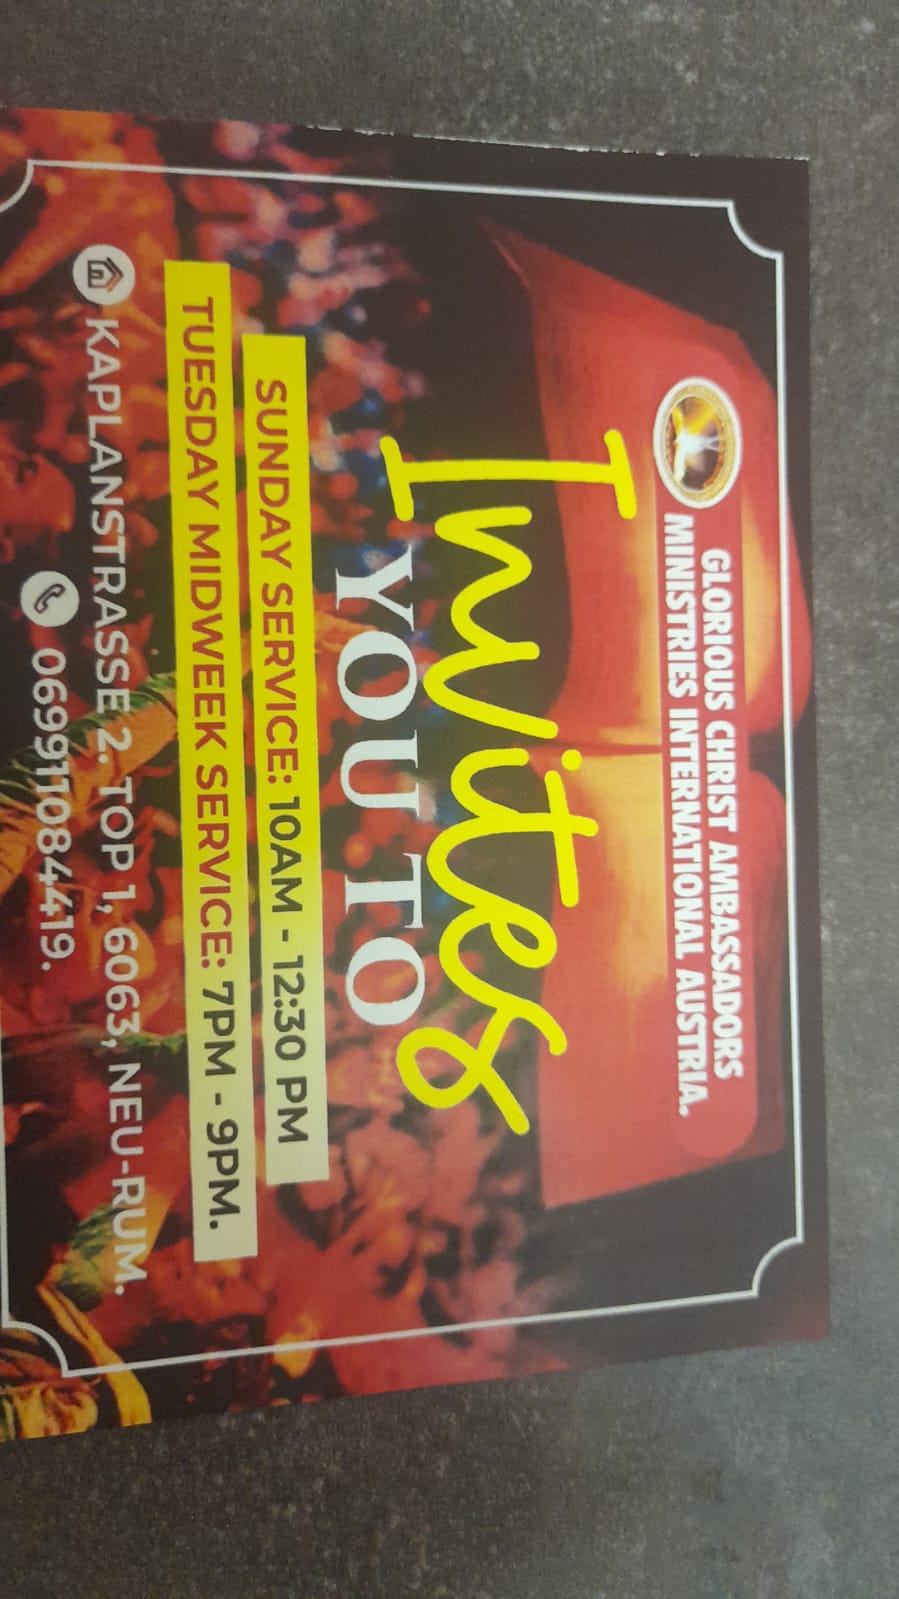 GLORIOUS CHRIST AMBASSADORS
MINISTRIES INTERNATIONAL AUSTRIA.
Invites
YOU TO
SUNDAY SERVICE: 10AM - 12:30 PM
TUESDAY MIDWEEK SERVICE: 7PM - 9PM.
KAPLANSTRASSE 2. TOP 1, 6063, NEU-RUM.
069911084419.